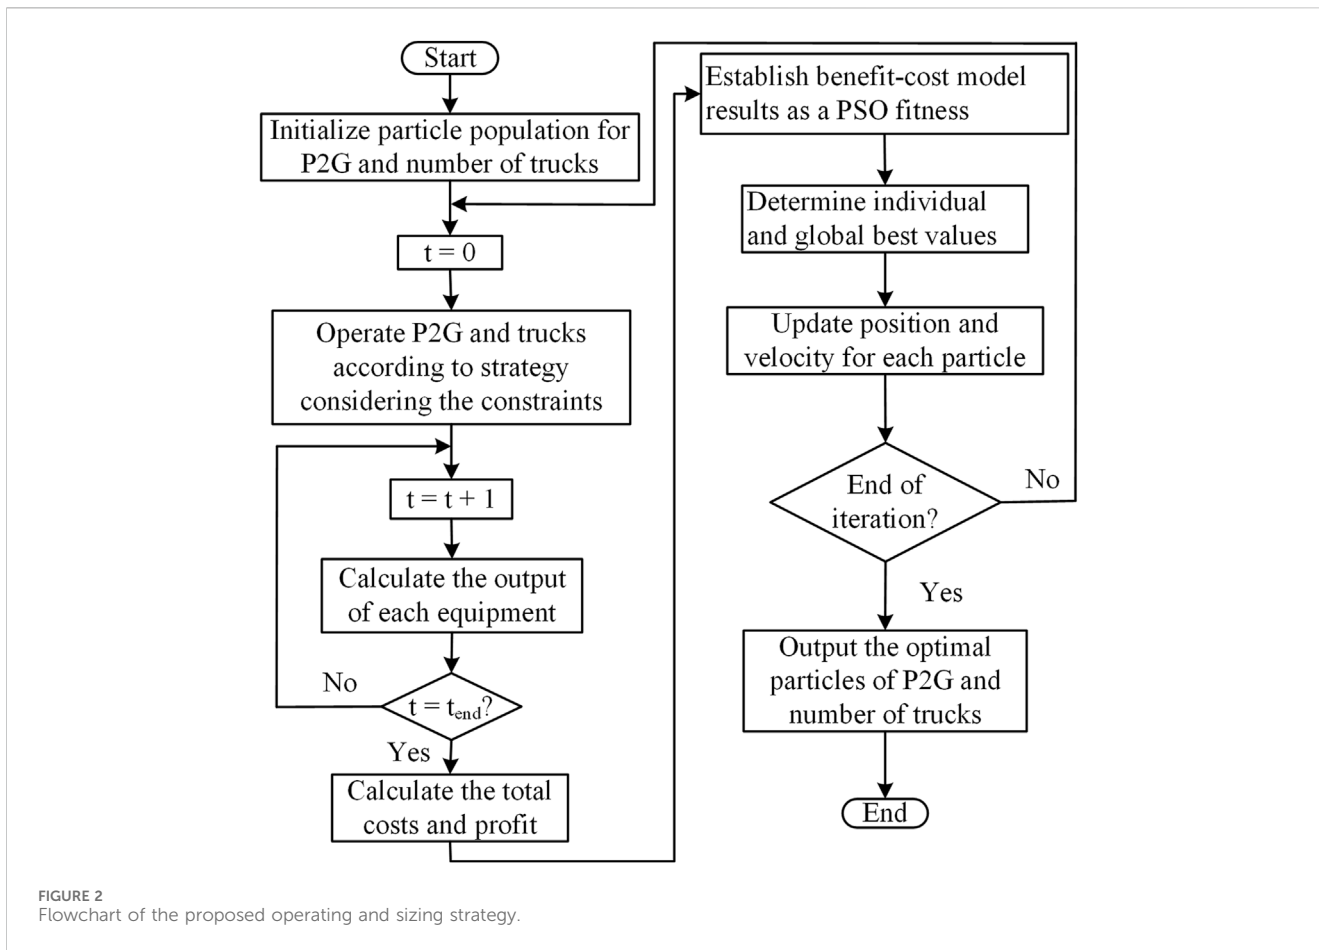 Start
Initialize particle population for
P2G and number of trucks
t = 0
Operate P2G and trucks
according to strategy
considering the constraints
t = t + 1
Calculate the output
of each equipment
No
t = tend?
Yes
Calculate the total
costs and profit
Establish benefit-cost model
results as a PSO fitness
Determine individual
and global best values
Update position and
velocity for each particle
End of
iteration?
No
Yes
Output the optimal
particles of P2G and
number of trucks
End
FIGURE 2
Flowchart of the proposed operating and sizing strategy.